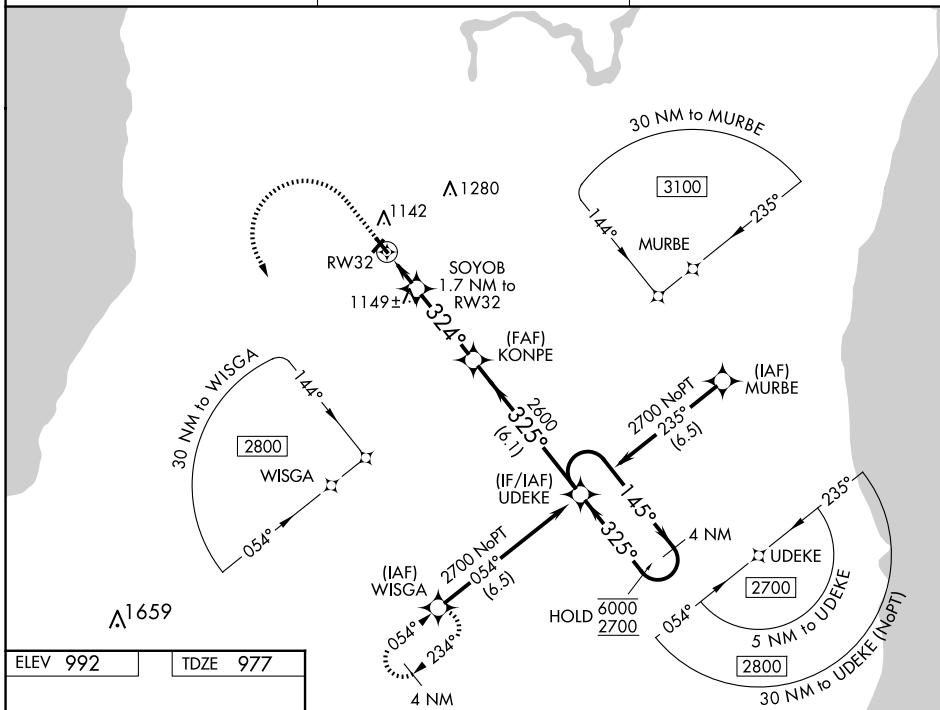 30 NM to MURBE
3100
144°
235°
MURBE
1280
1142
RW32
SOYOB
1.7 NM to
RW32
1149±
324°
(FAF)
KONPE
(IAF)
MURBE
2700 NoPT
235°
(6.5)
2600
325°
(6.1)
30 NM to WISGA
144°
2800
WISGA
054°
(IF/IAF)
UDEKE
145°
325°
4 NM
HOLD
6000
2700
2700 NoPT
054°
(6.5)
(IAF)
WISGA
054°
234°
4 NM
235°
UDEKE
2700
054°
5 NM to UDEKE
2800
30 NM to UDEKE (NoPT)
1659
ELEV 992
TDZE 977